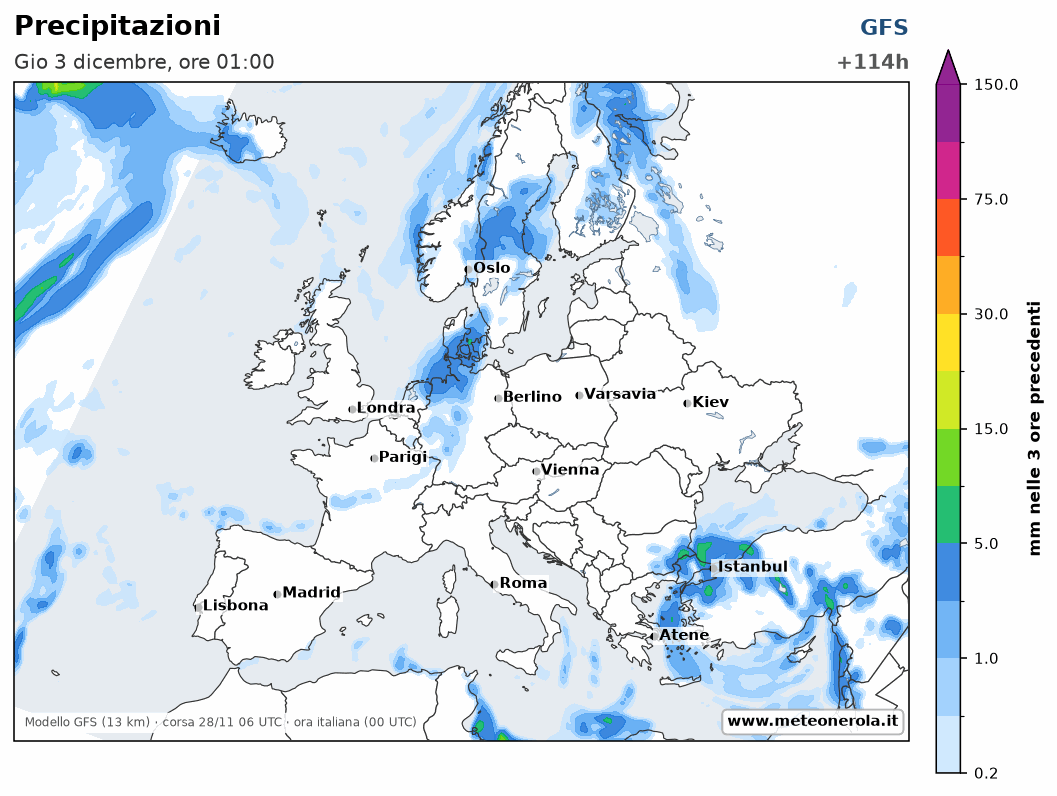 Precipitazioni
GFS
Gio 3 dicembre, ore 01:00
+114h
150.0
75.0
30.0
15.0
5.0
1.0
0.2
mm nelle 3 ore precedenti
Oslo
Berlino
Varsavia
Kiev
Londra
Parigi
Vienna
Istanbul
Roma
Madrid
Lisbona
Atene
Modello GFS (13 km) · corsa 28/11 06 UTC · ora italiana (00 UTC)
www.meteonerola.it